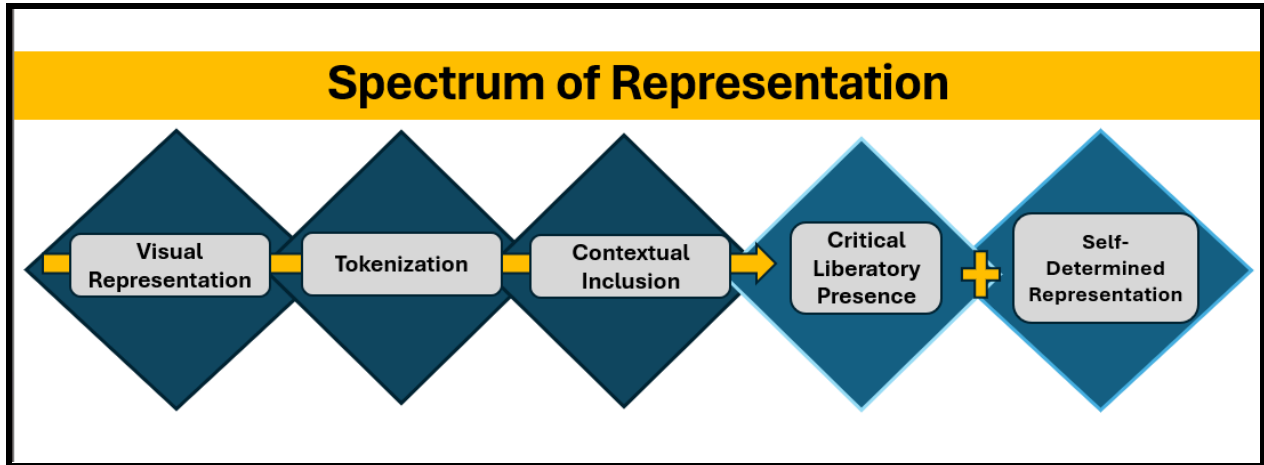 Spectrum of Representation
Visual
Representation
Tokenization
Contextual
Inclusion
Critical
Liberatory
Presence
Self-
Determined
Representation